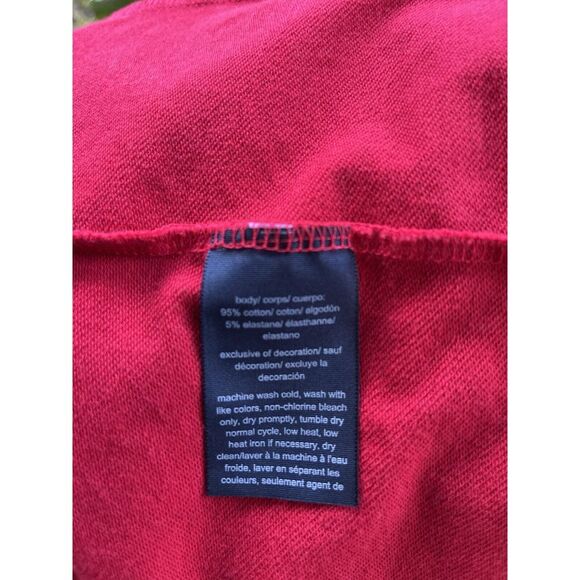 body/ corps/ cuerpo:
95% cotton/ coton/ algodón
5% elastane/ élasthanne/
elastano
exclusive of decoration/ sauf
décoration/ excluye la
decoración
machine wash cold, wash with
like colors, non-chlorine bleach
only, dry promptly, tumble dry
normal cycle, low heat, low
heat iron if necessary, dry
clean/laver à la machine à l'eau
froide, laver en séparant les
couleurs, seulement agent de